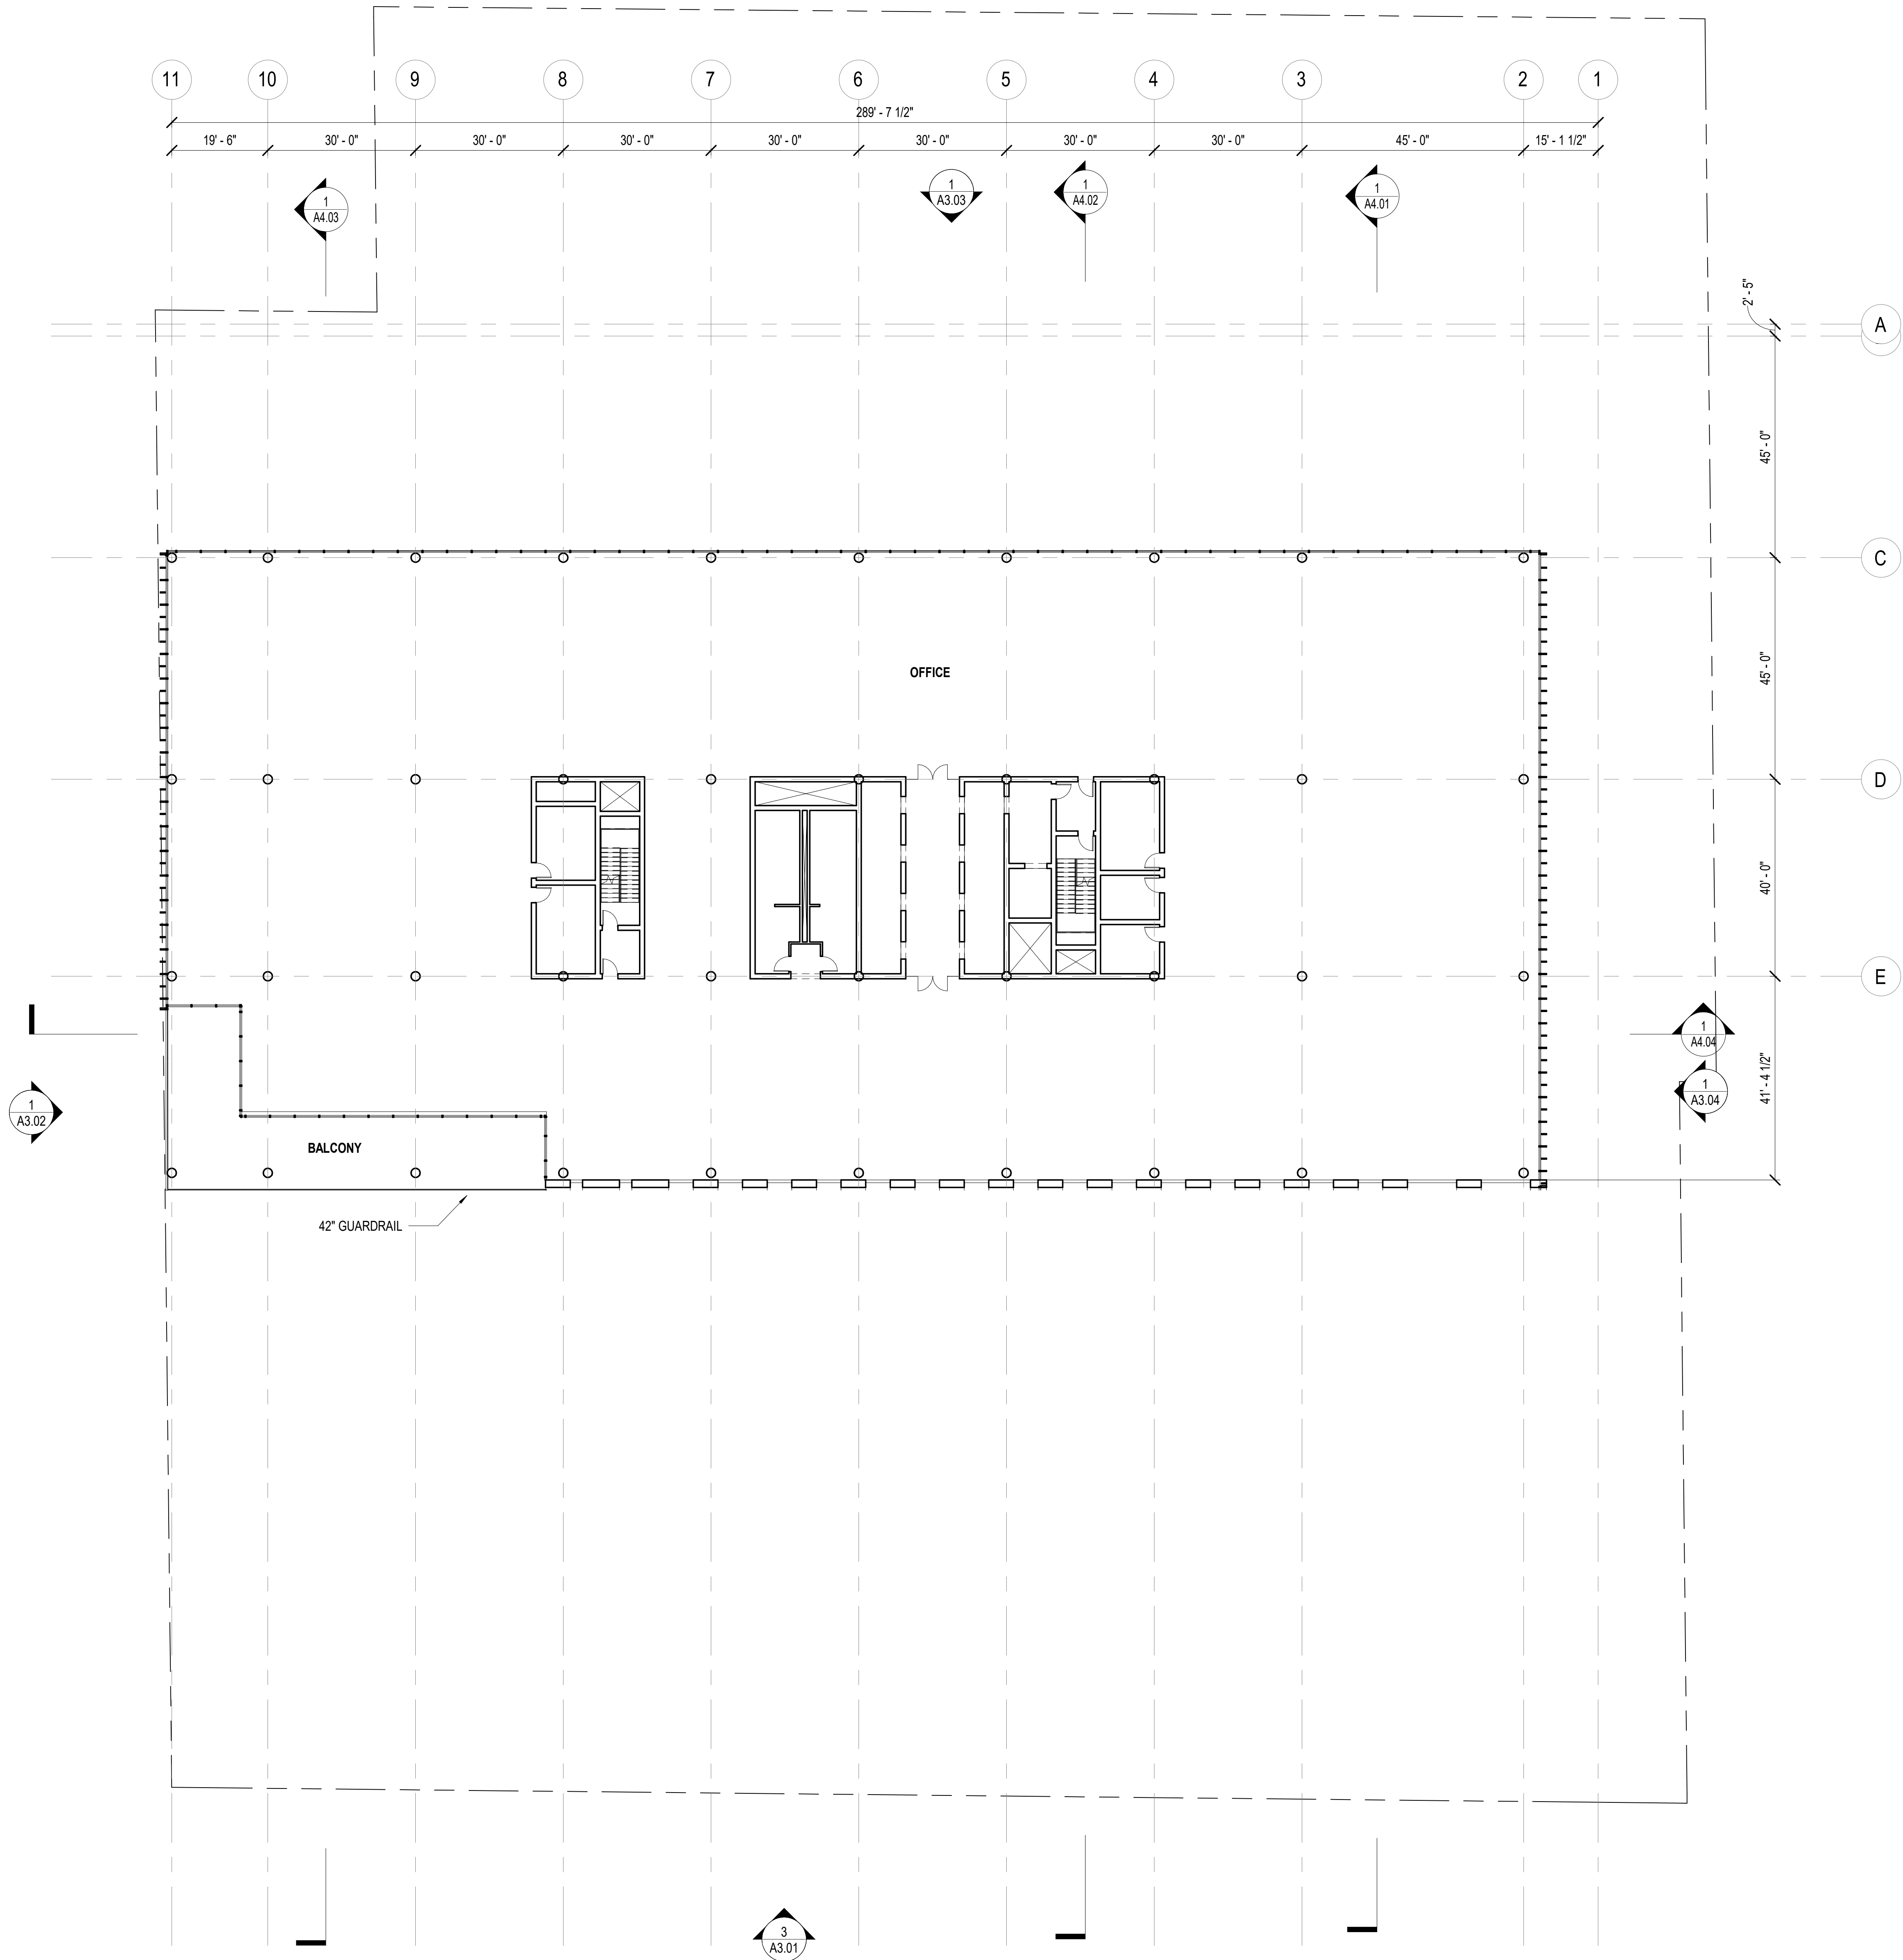 11 10 9 8 7 6 5 4 3 2 1
289' - 7 1/2"
19' - 6" 30' - 0" 30' - 0" 30' - 0" 30' - 0" 30' - 0" 30' - 0" 30' - 0" 45' - 0" 15' - 1 1/2"
1
A4.03
1
A3.03
1
A4.02
1
A4.01
2' - 5"
A
45' - 0"
C
45' - 0"
OFFICE
D
40' - 0"
E
1
A4.04
41' - 4 1/2"
1
A3.04
1
A3.02
BALCONY
42" GUARDRAIL
3
A3.01